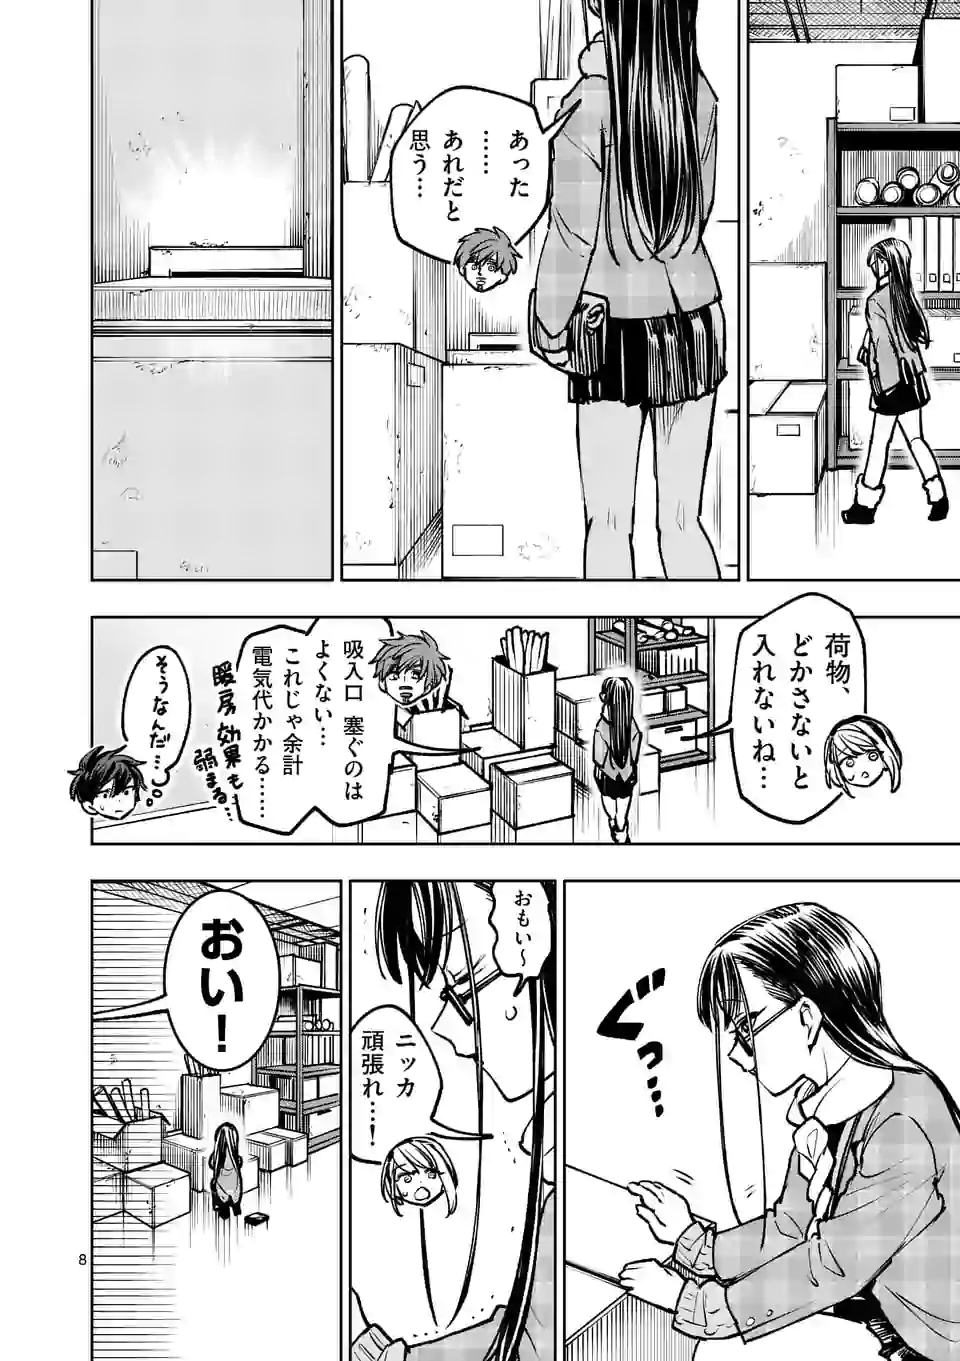 あった
……
あれだと
思う…
荷物、
どかさないと
入れないね…
吸入口 塞ぐのは
よくない…
これじゃ余計
電気代かかる……
暖房効果も
弱まる…
そうなんだ…
ぐぐっ…
おもい〜
ニッカ
頑張れ…！
おい！
8